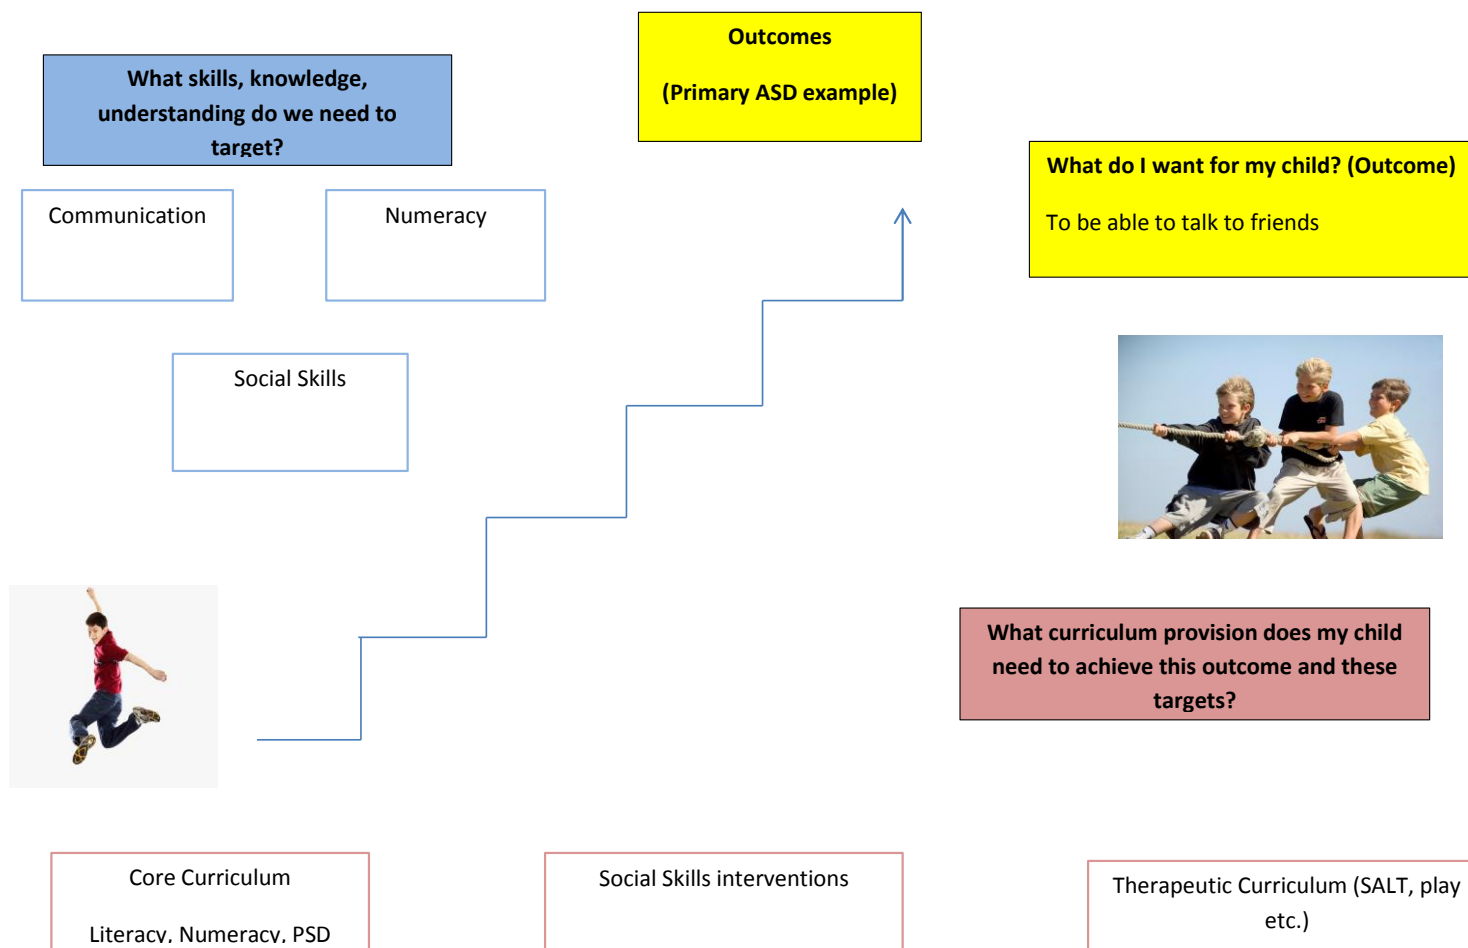 Outcomes
(Primary ASD example)
What skills, knowledge,
understanding do we need to
target?
What do I want for my child? (Outcome)
To be able to talk to friends
Communication
Numeracy
Social Skills
What curriculum provision does my child
need to achieve this outcome and these
targets?
Core Curriculum
Literacy, Numeracy, PSD
Social Skills interventions
Therapeutic Curriculum (SALT, play
etc.)